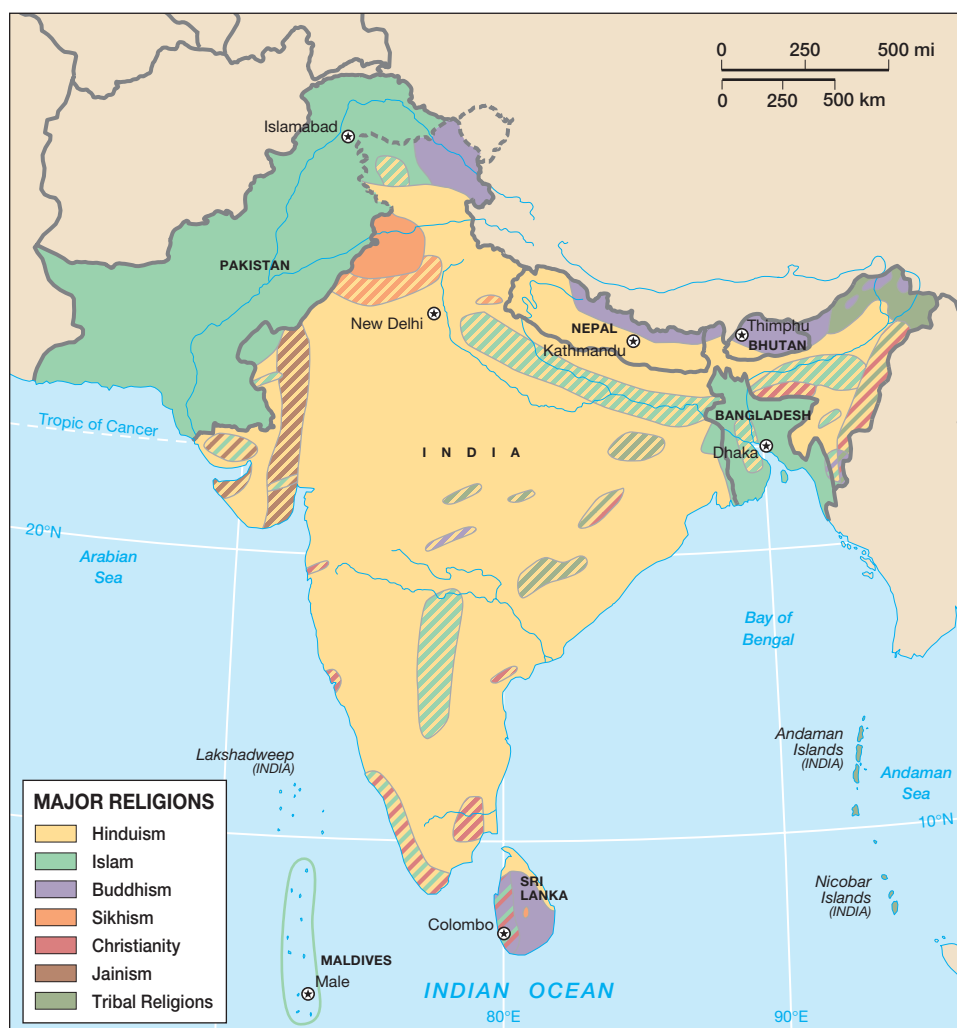 0 250 500 mi
0 250 500 km
Islamabad
PAKISTAN
New Delhi
NEPAL
Kathmandu
Thimphu
BHUTAN
Tropic of Cancer
BANGLADESH
Dhaka
INDIA
20°N
Arabian
Sea
Bay of
Bengal
Lakshadweep
(INDIA)
Andaman
Islands
(INDIA)
Andaman
Sea
10°N
MAJOR RELIGIONS
Hinduism
Islam
Buddhism
Sikhism
Christianity
Jainism
Tribal Religions
SRI
LANKA
Colombo
Nicobar
Islands
(INDIA)
MALDIVES
Male
INDIAN OCEAN
80°E
90°E